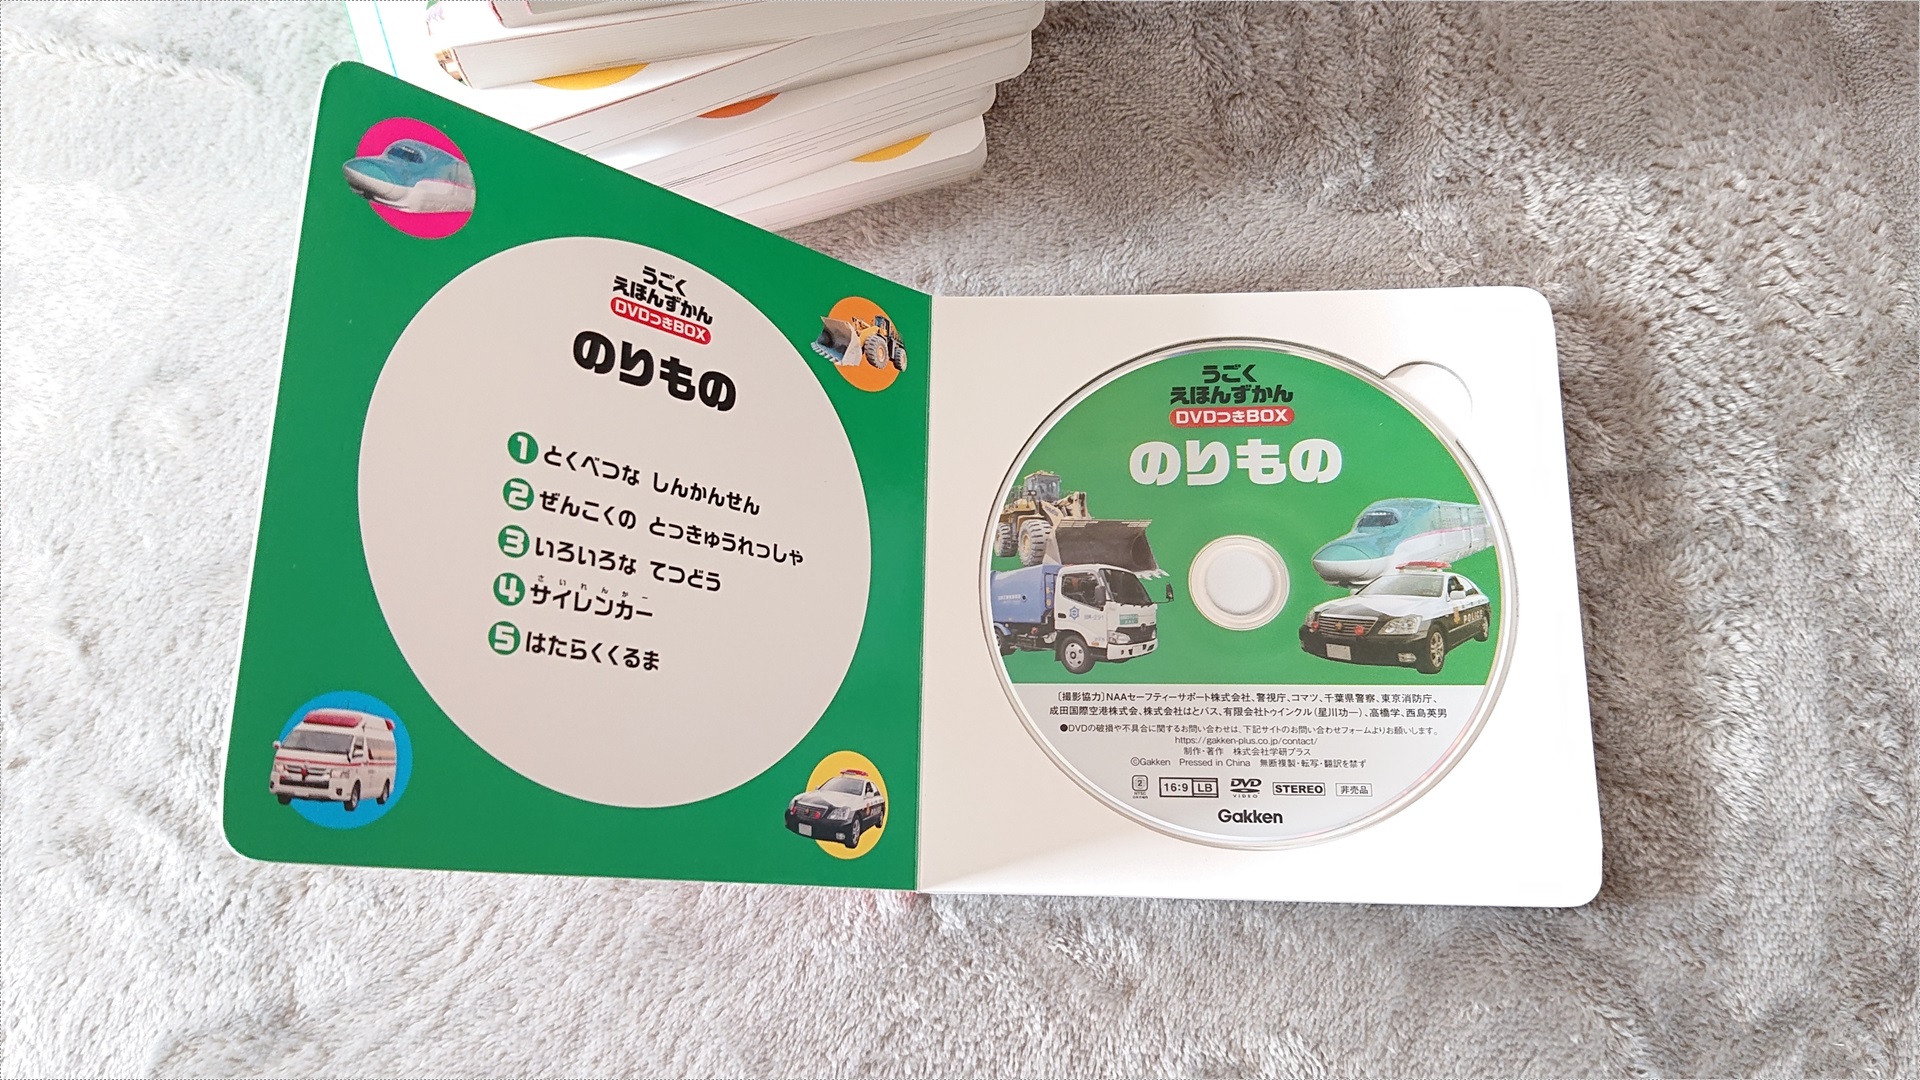 うごく
えほんずかん
DVDつきBOX
のりもの
1 とくべつな しんかんせん
2 ぜんこくの とっきゅうれっしゃ
3 いろいろな てつどう
さいれんかー
4 サイレンカー
5 はたらくくるま
うごく
えほんずかん
DVDつきBOX
のりもの
POLICE
〔撮影協力〕NAAセーフティーサポート株式会社、警視庁、コマツ、千葉県警察、東京消防庁、
成田国際空港株式会、株式会社はとバス、有限会社トゥインクル(星川功一)、高橋学、西島英男
●DVDの破損や不具合に関するお問い合わせは、下記サイトのお問い合わせフォームよりお願いします。
https://gakken-plus.co.jp/contact/
制作・著作 株式会社学研プラス
©Gakken Pressed in China 無断複製・転写・翻訳を禁ず
2 NTSC 16:9 LB DVD VIDEO STEREO 非売品
Gakken